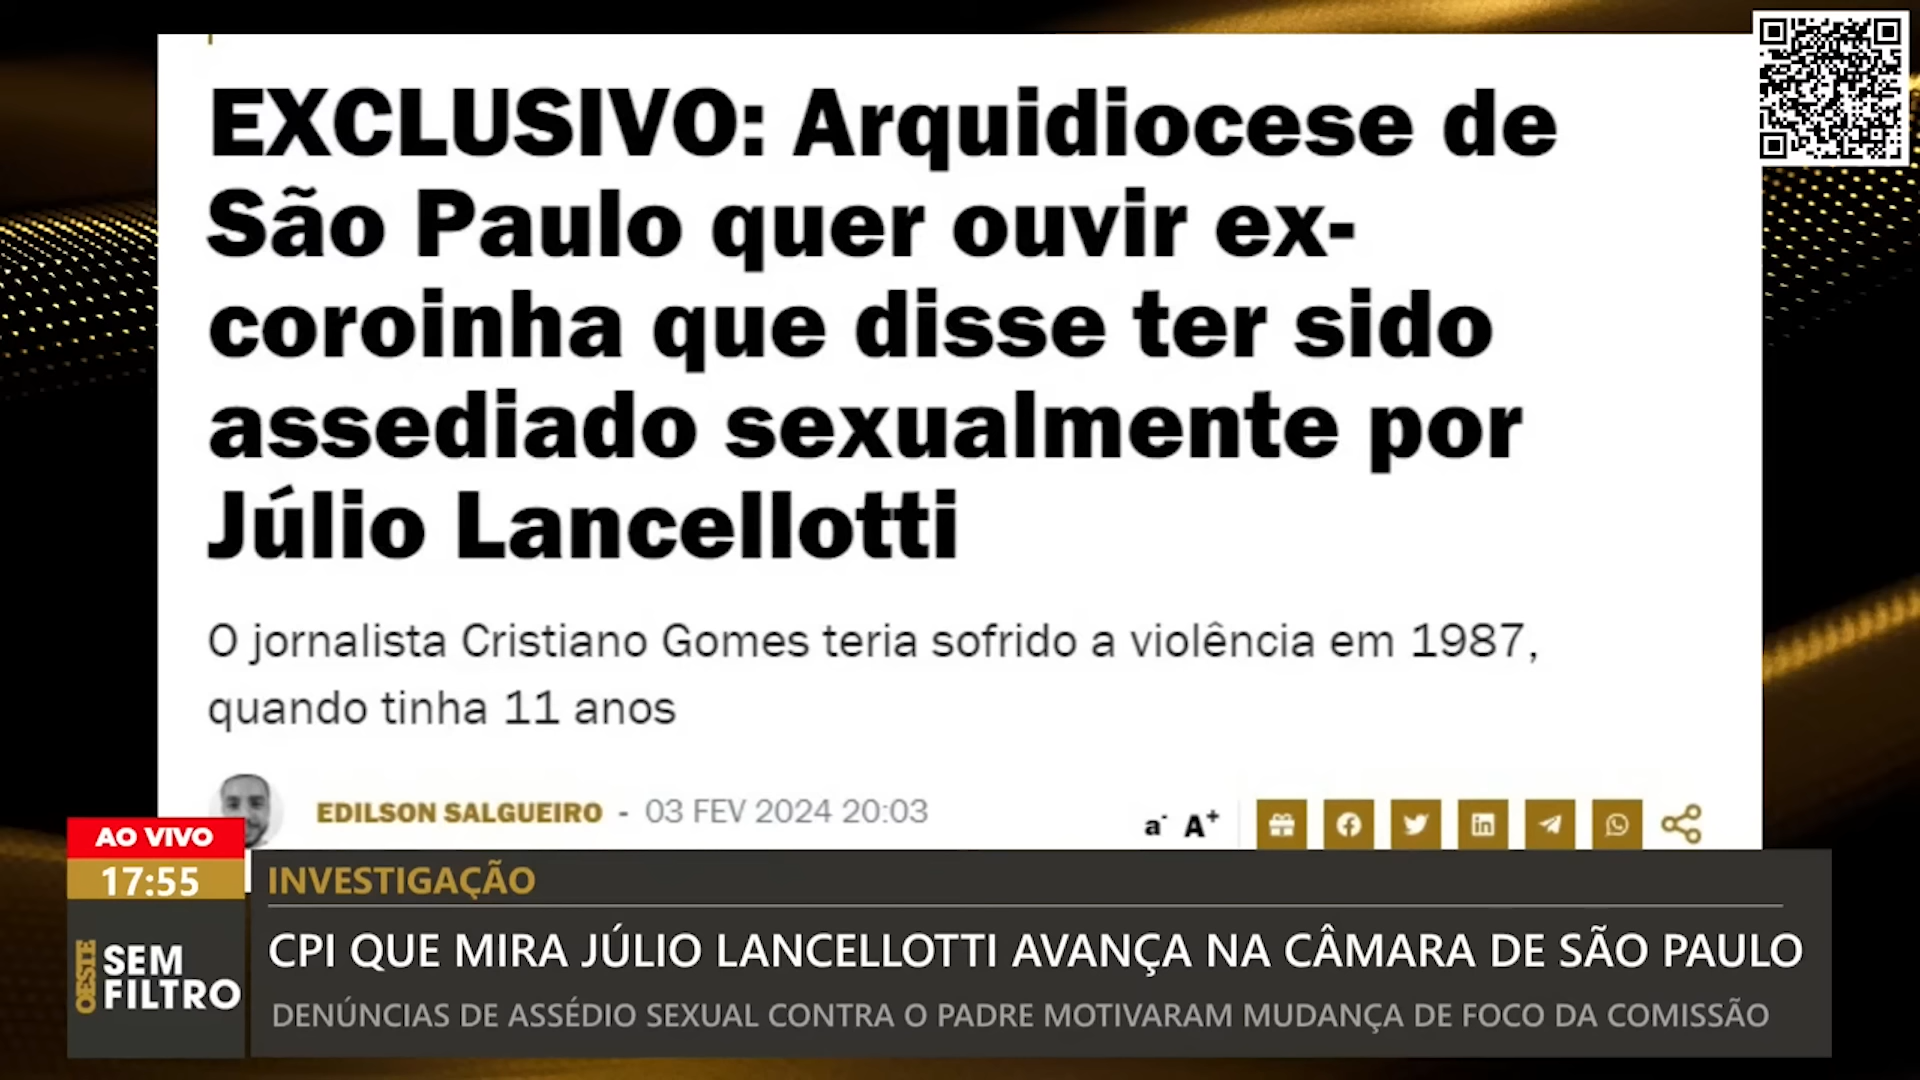 EXCLUSIVO: Arquidiocese de
São Paulo quer ouvir ex-
coroinha que disse ter sido
assediado sexualmente por
Júlio Lancellotti
O jornalista Cristiano Gomes teria sofrido a violência em 1987,
quando tinha 11 anos
EDILSON SALGUEIRO - 03 FEV 2024 20:03
a- A+
AO VIVO
17:55
INVESTIGAÇÃO
CPI QUE MIRA JÚLIO LANCELLOTTI AVANÇA NA CÂMARA DE SÃO PAULO
DENÚNCIAS DE ASSÉDIO SEXUAL CONTRA O PADRE MOTIVARAM MUDANÇA DE FOCO DA COMISSÃO
OESTE
SEM
FILTRO